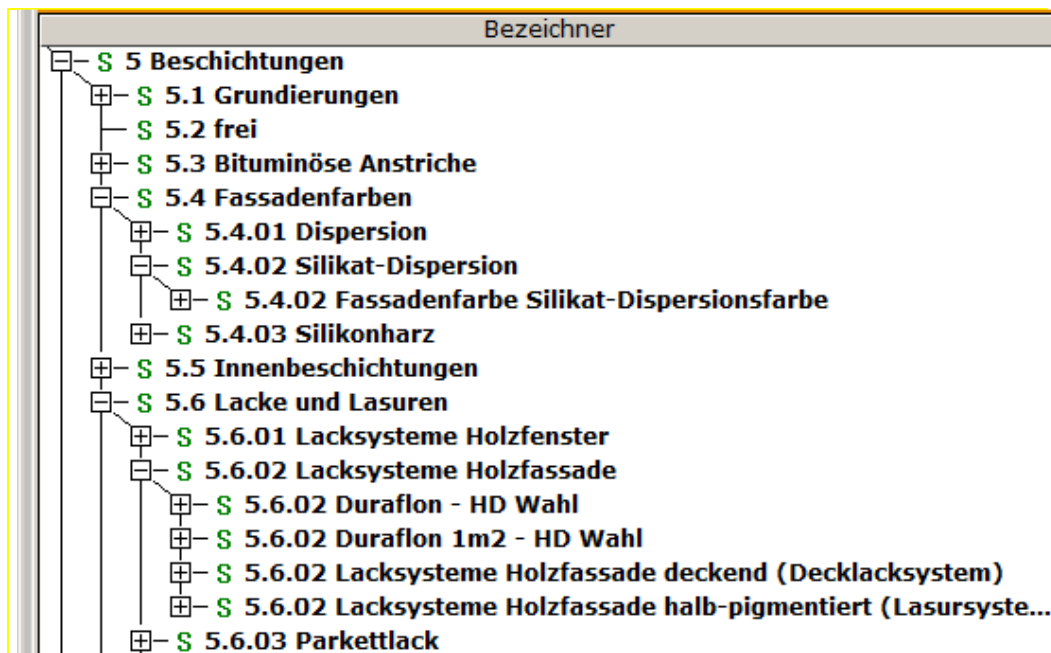 Bezeichner
S 5 Beschichtungen
S 5.1 Grundierungen
S 5.2 frei
S 5.3 Bituminöse Anstriche
S 5.4 Fassadenfarben
S 5.4.01 Dispersion
S 5.4.02 Silikat-Dispersion
S 5.4.02 Fassadenfarbe Silikat-Dispersionsfarbe
S 5.4.03 Silikonharz
S 5.5 Innenbeschichtungen
S 5.6 Lacke und Lasuren
S 5.6.01 Lacksysteme Holzfenster
S 5.6.02 Lacksysteme Holzfassade
S 5.6.02 Duraflon - HD Wahl
S 5.6.02 Duraflon 1m2 - HD Wahl
S 5.6.02 Lacksysteme Holzfassade deckend (Decklacksystem)
S 5.6.02 Lacksysteme Holzfassade halb-pigmentiert (Lasursyste...
S 5.6.03 Parkettlack